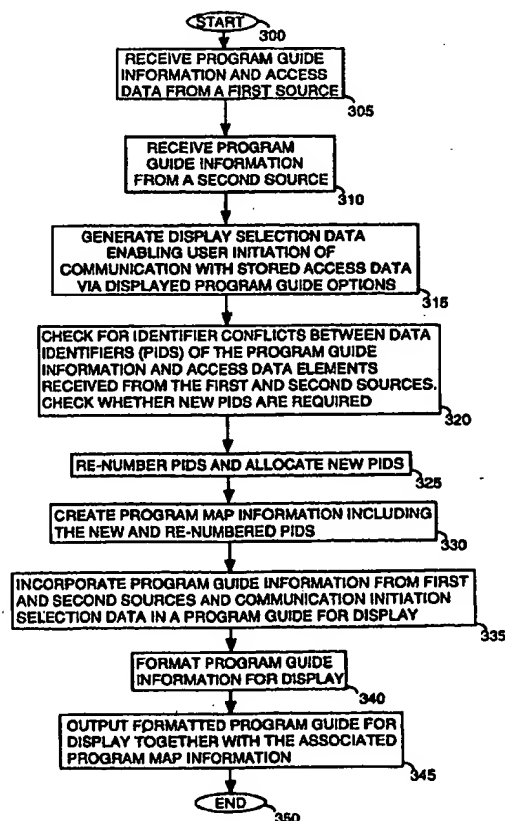 START
300
RECEIVE PROGRAM GUIDE
INFORMATION AND ACCESS
DATA FROM A FIRST SOURCE
305
RECEIVE PROGRAM
GUIDE INFORMATION
FROM A SECOND SOURCE
310
GENERATE DISPLAY SELECTION DATA
ENABLING USER INITIATION OF
COMMUNICATION WITH STORED ACCESS DATA
VIA DISPLAYED PROGRAM GUIDE OPTIONS
315
CHECK FOR IDENTIFIER CONFLICTS BETWEEN DATA
IDENTIFIERS (PIDS) OF THE PROGRAM GUIDE
INFORMATION AND ACCESS DATA ELEMENTS
RECEIVED FROM THE FIRST AND SECOND SOURCES.
CHECK WHETHER NEW PIDS ARE REQUIRED
320
RE-NUMBER PIDS AND ALLOCATE NEW PIDS
325
CREATE PROGRAM MAP INFORMATION INCLUDING
THE NEW AND RE-NUMBERED PIDS
330
INCORPORATE PROGRAM GUIDE INFORMATION FROM FIRST
AND SECOND SOURCES AND COMMUNICATION INITIATION
SELECTION DATA IN A PROGRAM GUIDE FOR DISPLAY
335
FORMAT PROGRAM GUIDE
INFORMATION FOR DISPLAY
340
OUTPUT FORMATTED PROGRAM GUIDE FOR
DISPLAY TOGETHER WITH THE ASSOCIATED
PROGRAM MAP INFORMATION
345
END
350